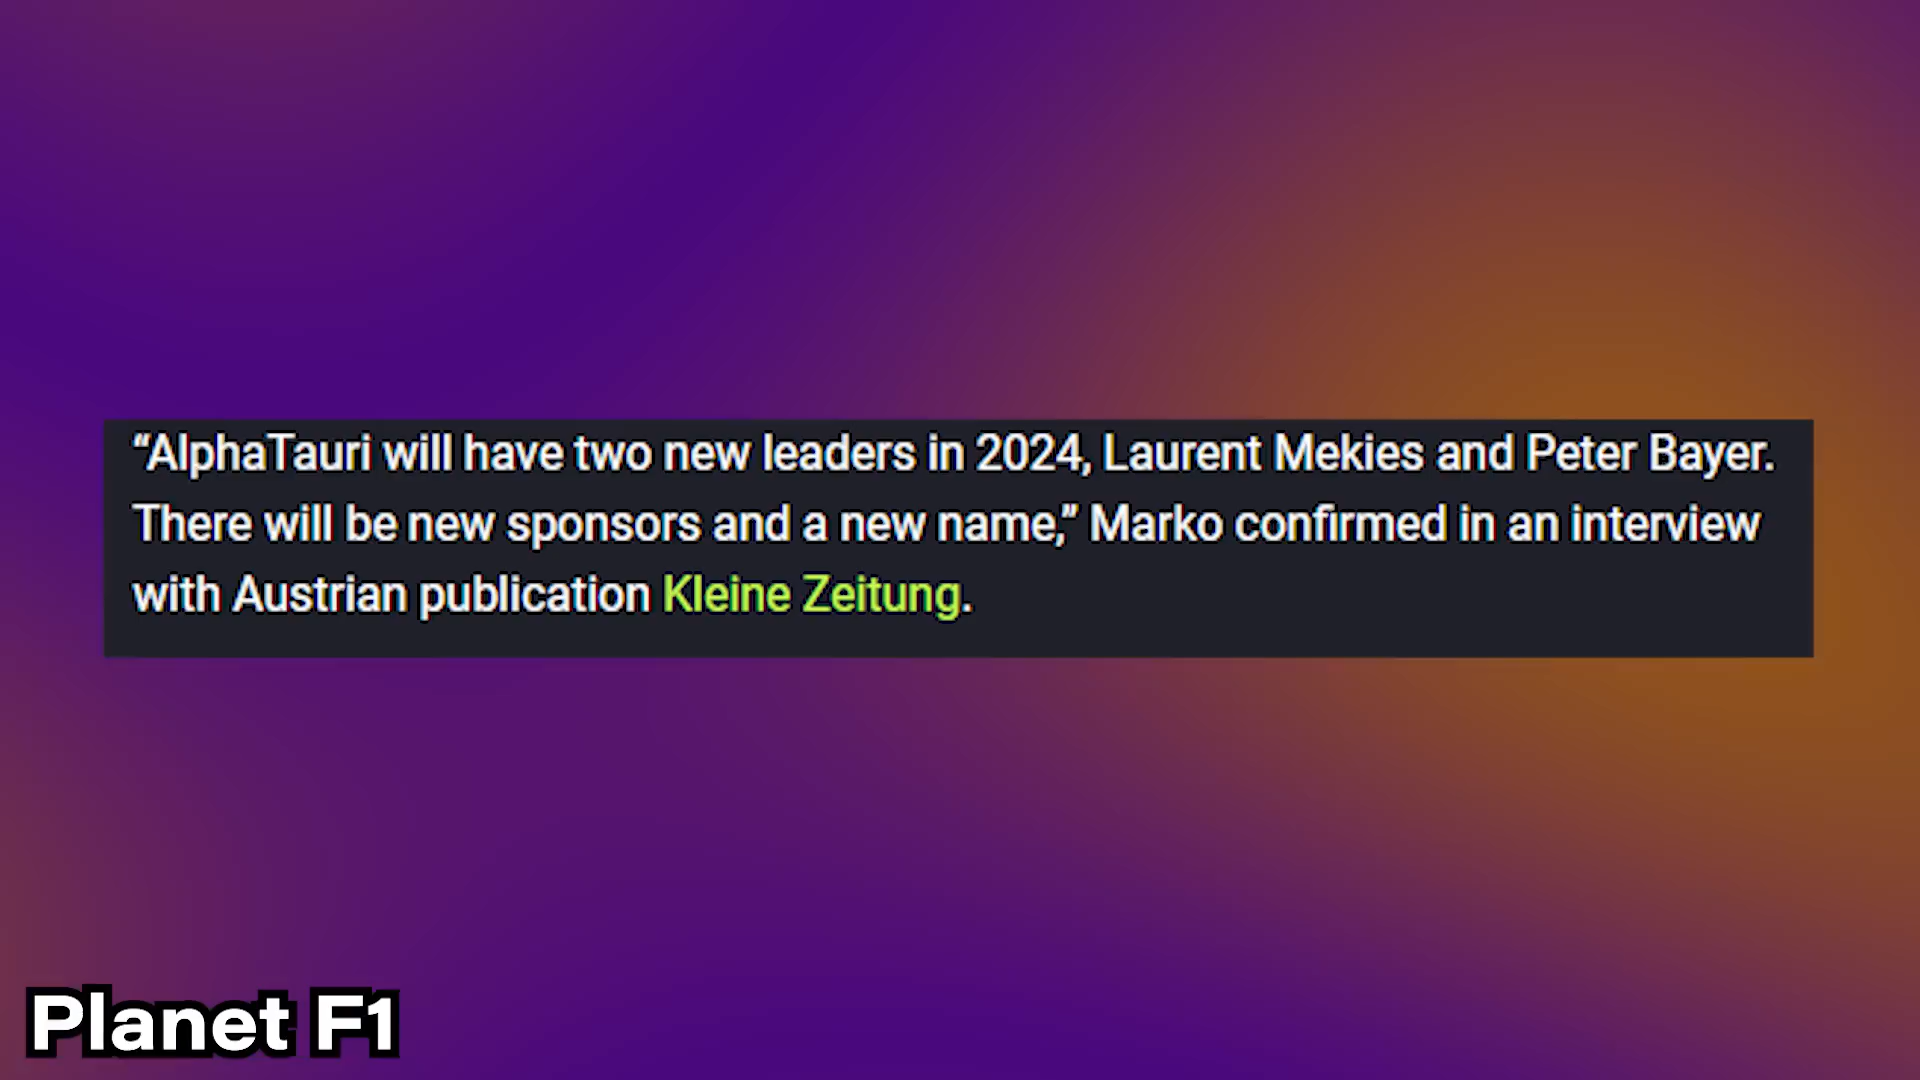 “AlphaTauri will have two new leaders in 2024, Laurent Mekies and Peter Bayer.
There will be new sponsors and a new name,” Marko confirmed in an interview
with Austrian publication Kleine Zeitung.
Planet F1